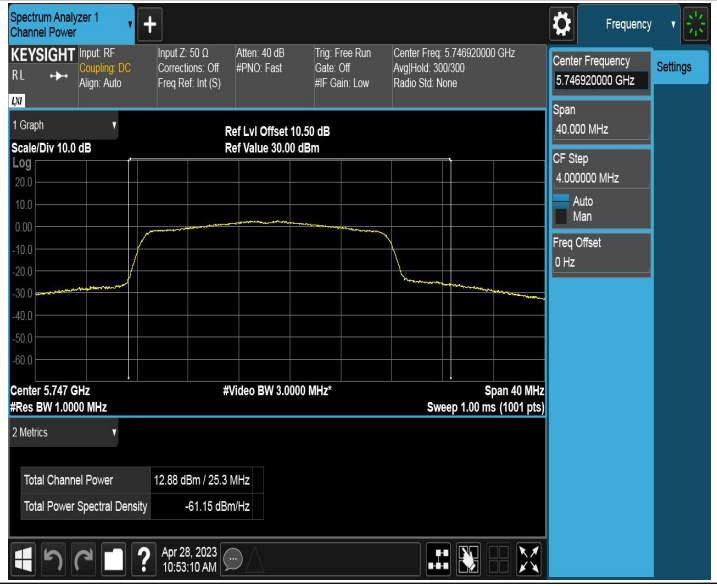 Spectrum Analyzer 1
Channel Power
Frequency
KEYSIGHT
R L
LXI
Input: RF
Coupling: DC
Align: Auto
Input Z: 50 Ω
Corrections: Off
Freq Ref: Int (S)
Atten: 40 dB
#PNO: Fast
Trig: Free Run
Gate: Off
#IF Gain: Low
Center Freq: 5.746920000 GHz
Avg|Hold: 300/300
Radio Std: None
Center Frequency
5.746920000 GHz
Settings
Span
40.000 MHz
CF Step
4.000000 MHz
Auto
Man
Freq Offset
0 Hz
1 Graph
Ref Lvl Offset 10.50 dB
Scale/Div 10.0 dB
Ref Value 30.00 dBm
Log
20.0
10.0
0.00
-10.0
-20.0
-30.0
-40.0
-50.0
-60.0
Center 5.747 GHz
#Video BW 3.0000 MHz*
Span 40 MHz
#Res BW 1.0000 MHz
Sweep 1.00 ms (1001 pts)
2 Metrics
Total Channel Power 12.88 dBm / 25.3 MHz
Total Power Spectral Density -61.15 dBm/Hz
?
Apr 28, 2023
10:53:10 AM